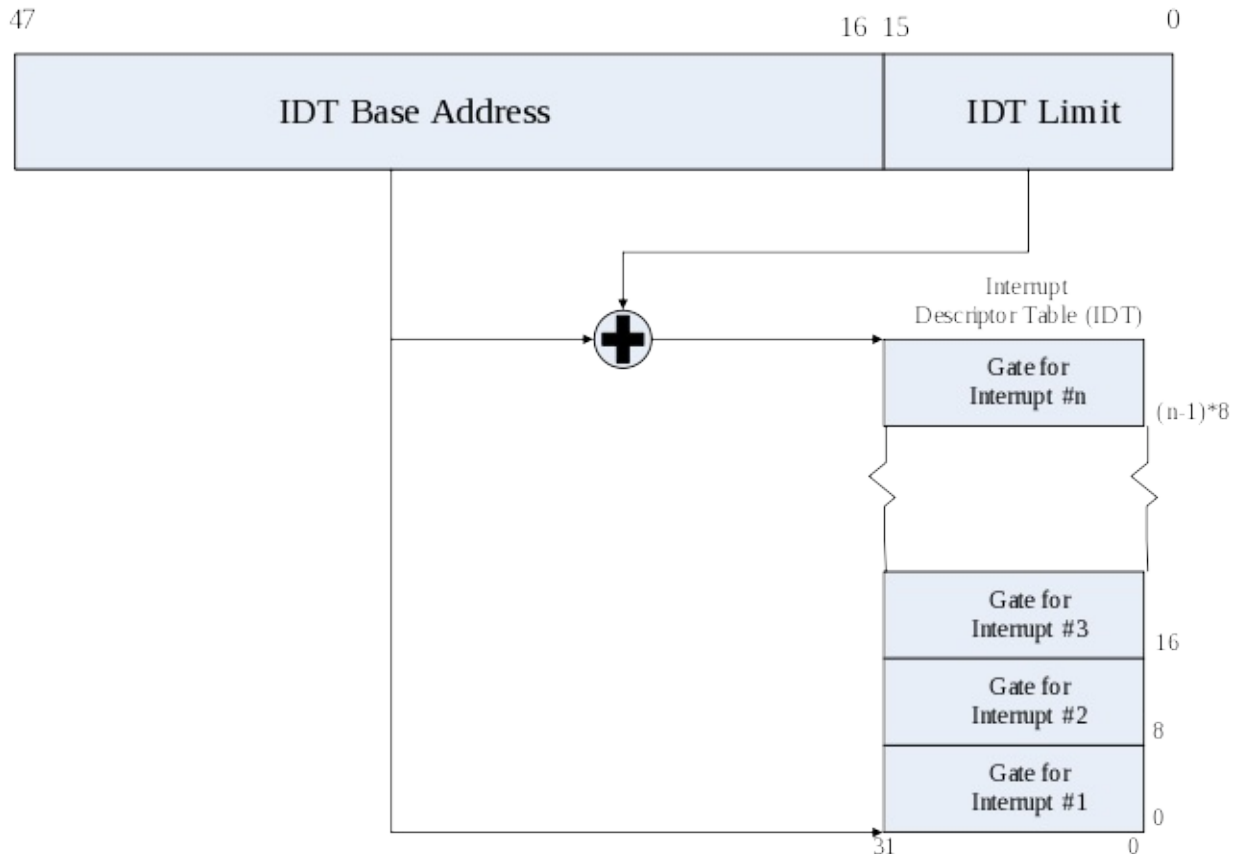 47
16 15
0
IDT Base Address
IDT Limit
Interrupt
Descriptor Table (IDT)
Gate for
Interrupt #n
(n-1)*8
Gate for
Interrupt #3
16
Gate for
Interrupt #2
8
Gate for
Interrupt #1
0
31
0